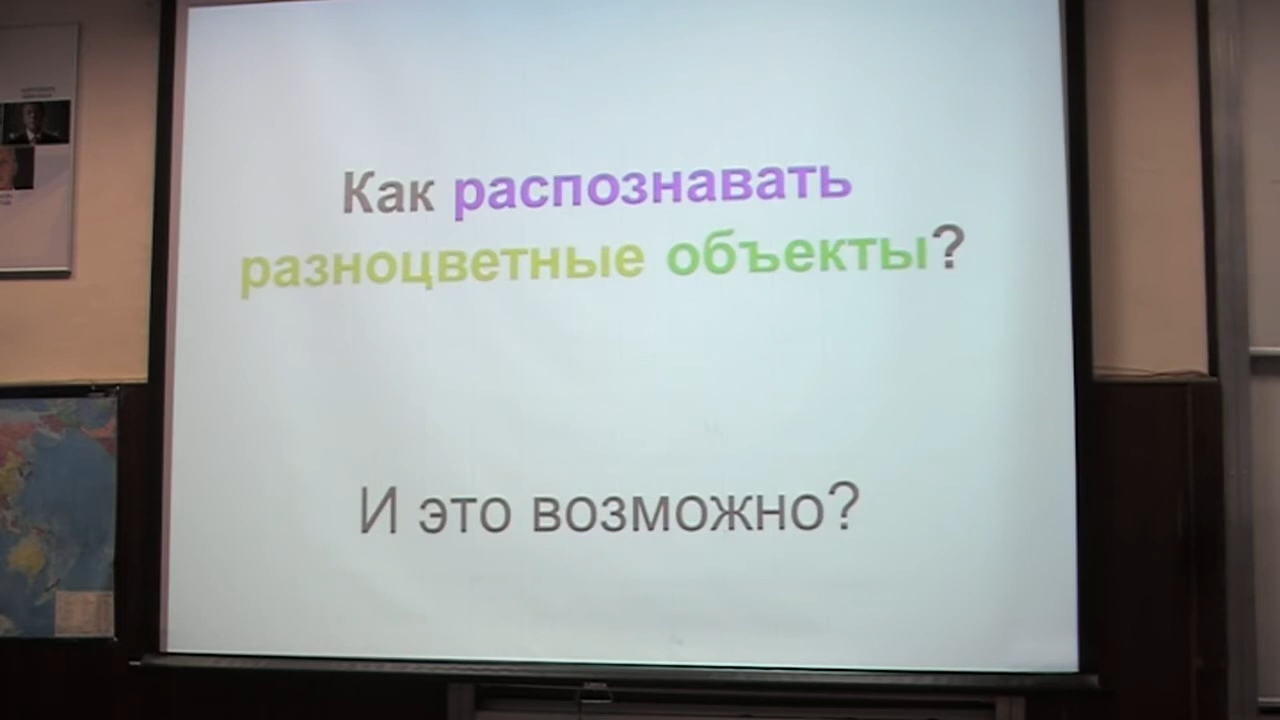 Как распознавать
разноцветные объекты?
И это возможно?